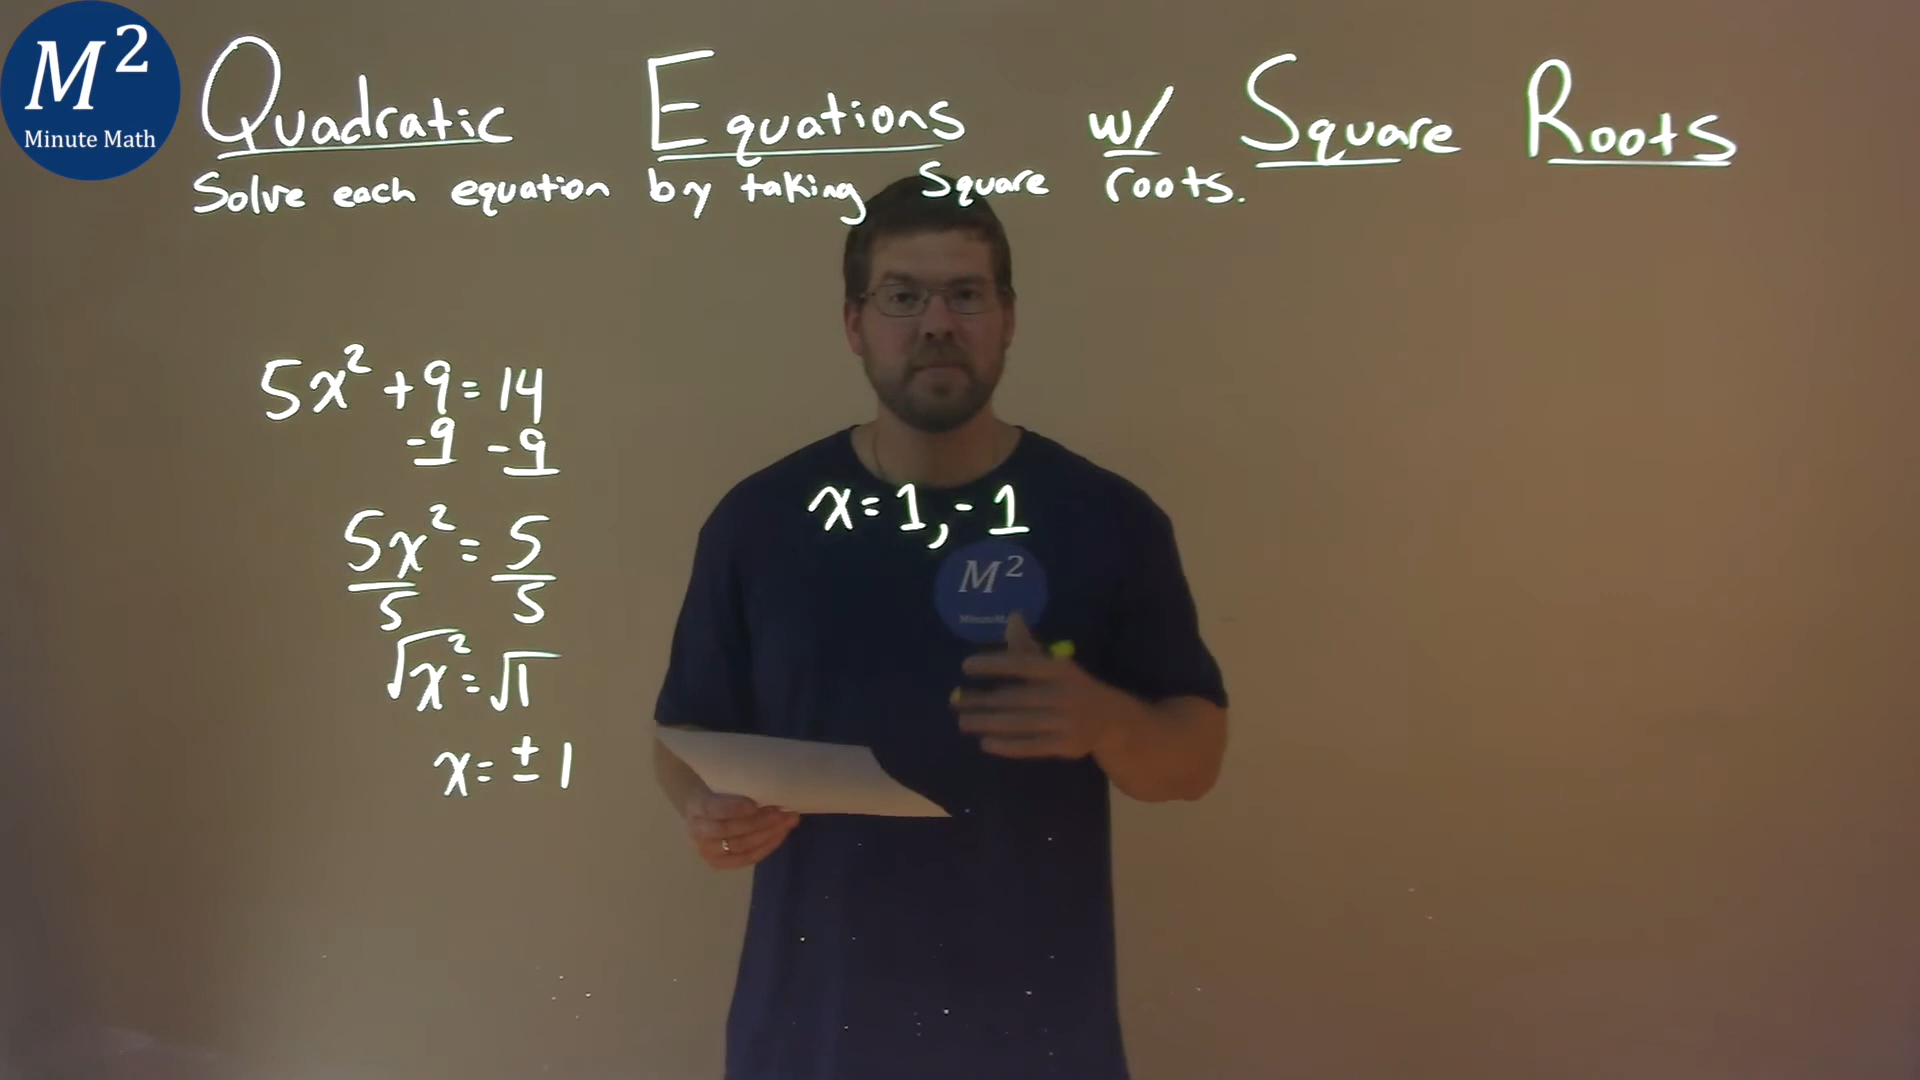 M²
Minute Math
Quadratic Equations w/ Square Roots
Solve each equation by taking Square roots.
5x² + 9 = 14
-9 -9
5x² = 5
5 5
√x² = √1
x = ± 1
x = 1, -1
M²